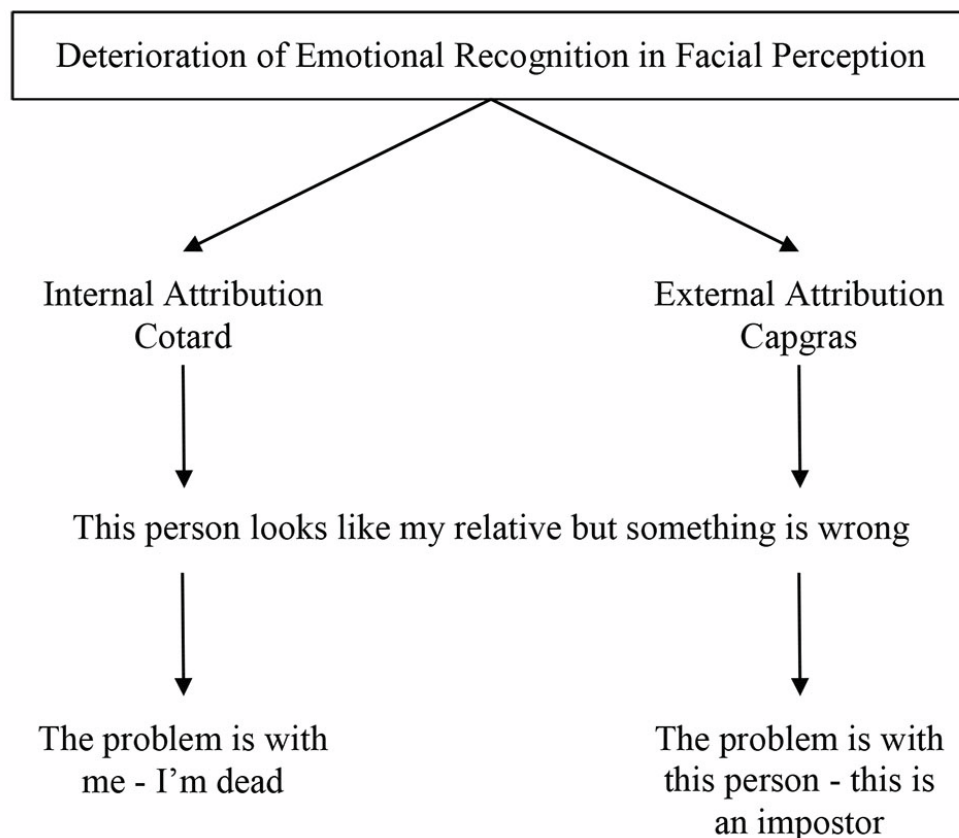 Deterioration of Emotional Recognition in Facial Perception
Internal Attribution
Cotard
External Attribution
Capgras
This person looks like my relative but something is wrong
The problem is with
me - I’m dead
The problem is with
this person - this is
an impostor